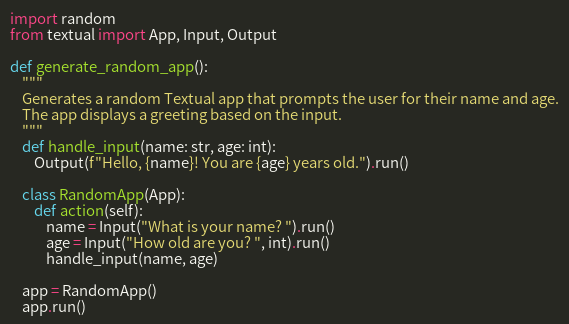 import random
from textual import App, Input, Output

def generate_random_app():
    """
    Generates a random Textual app that prompts the user for their name and age.
    The app displays a greeting based on the input.
    """
    def handle_input(name: str, age: int):
        Output(f"Hello, {name}! You are {age} years old.").run()

    class RandomApp(App):
        def action(self):
            name = Input("What is your name? ").run()
            age = Input("How old are you? ", int).run()
            handle_input(name, age)

    app = RandomApp()
    app.run()